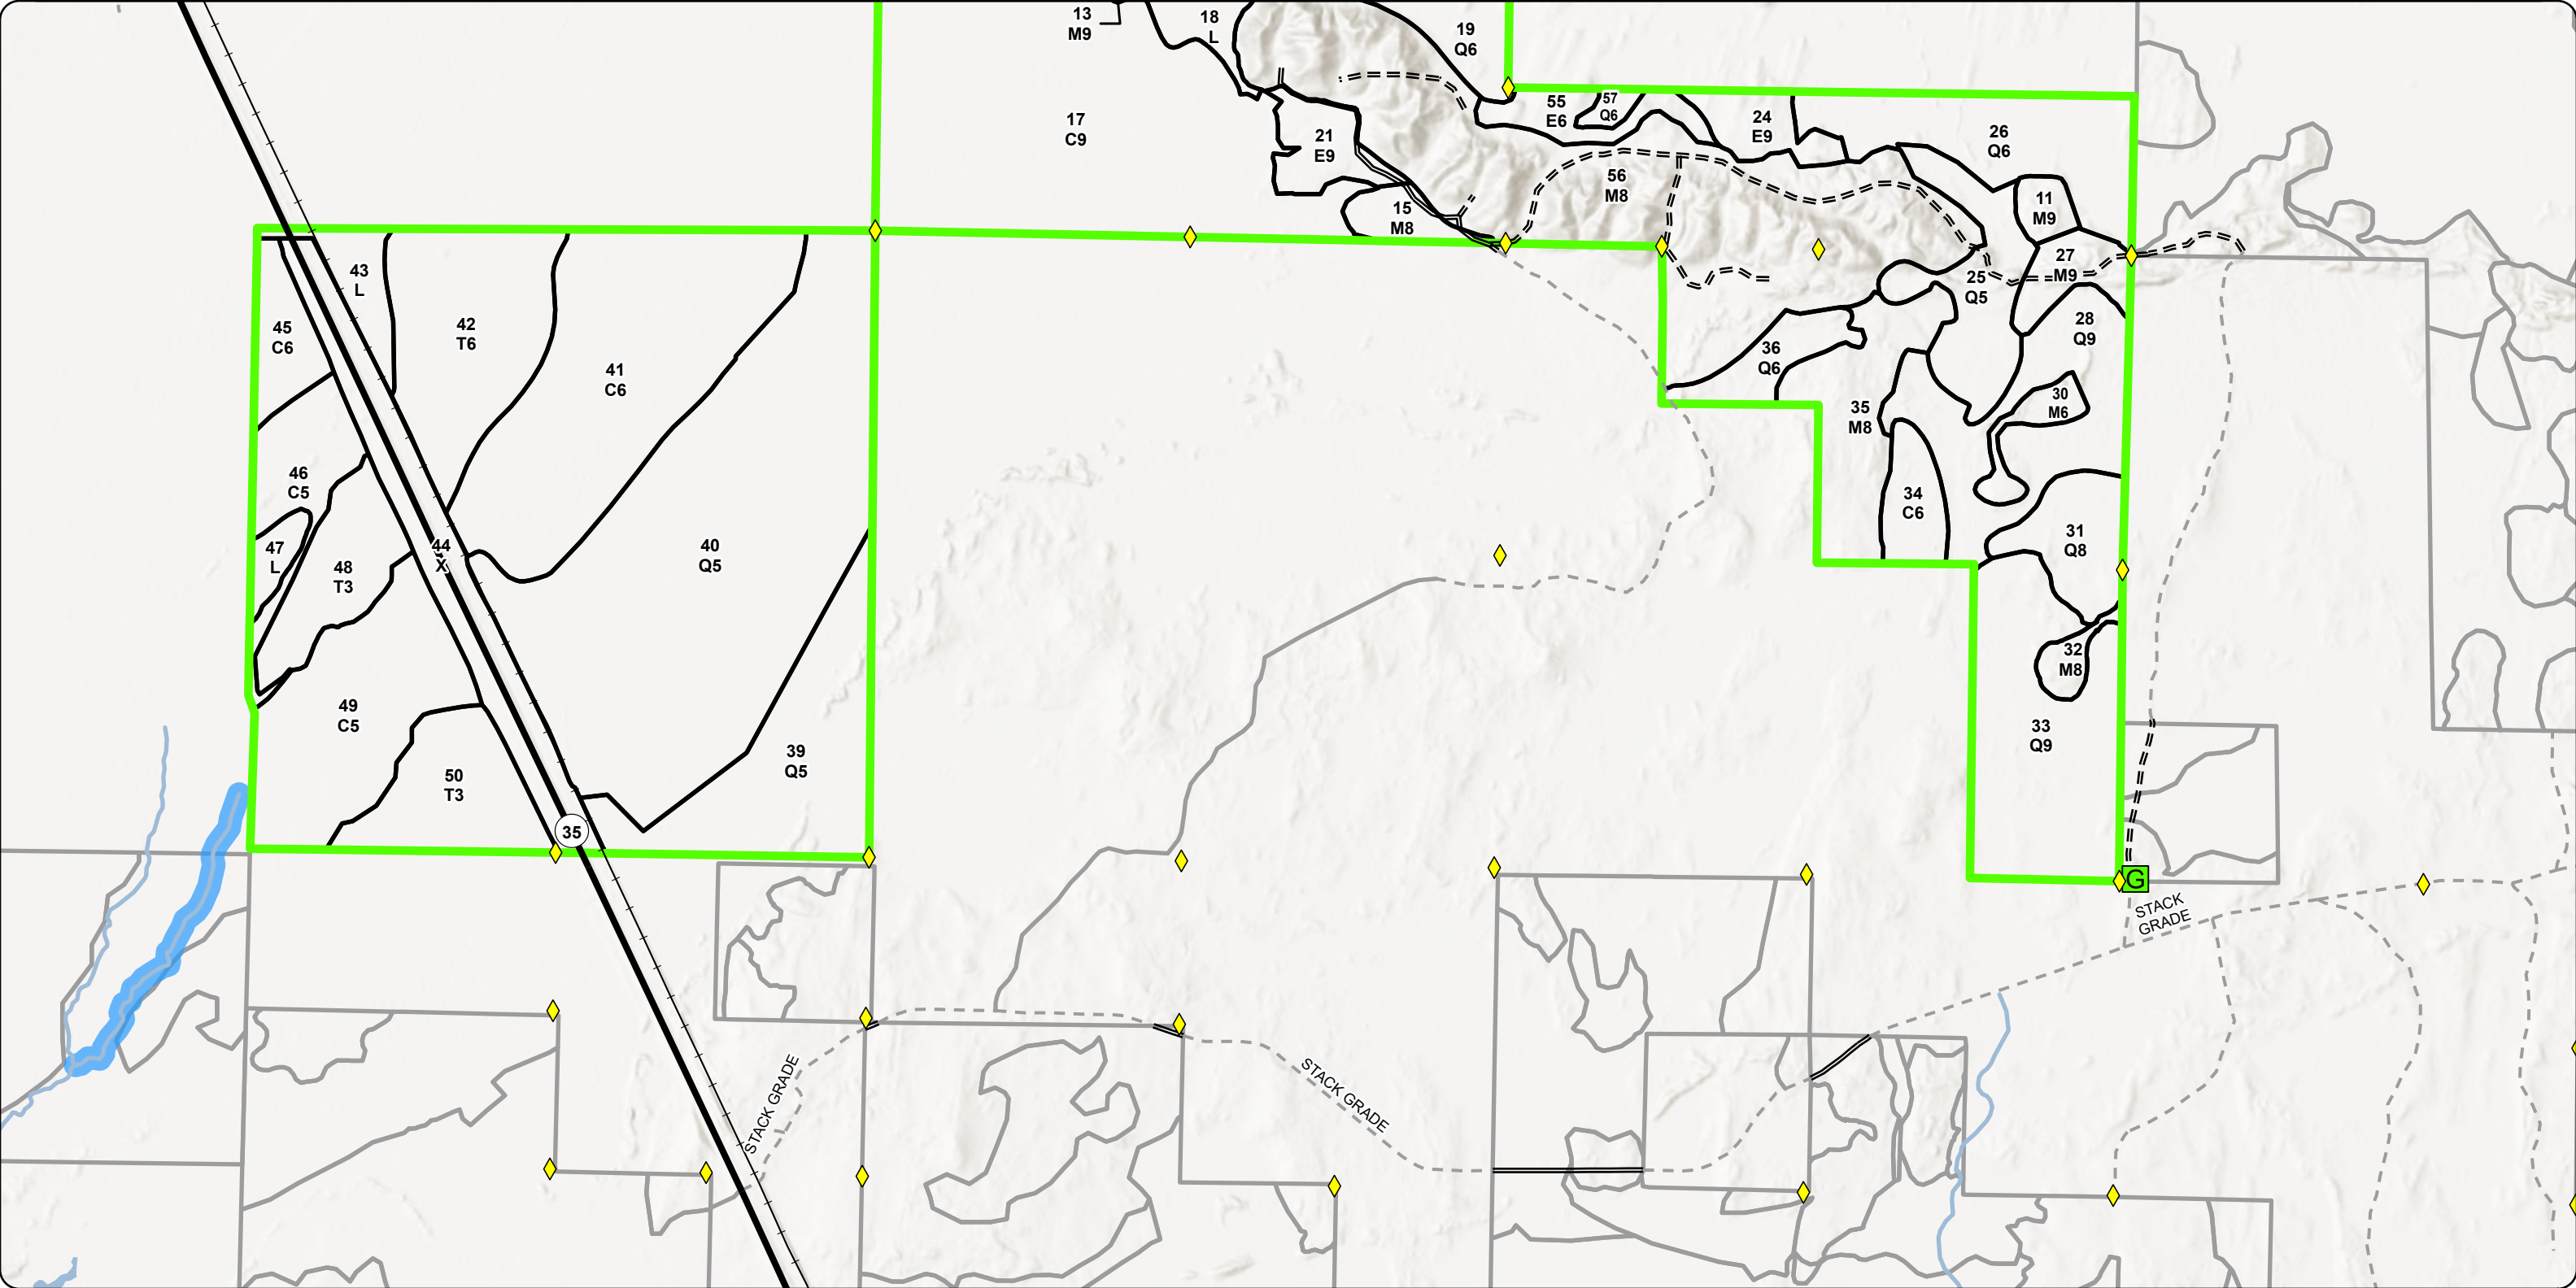 13
M9
18
L
19
Q6
17
C9
21
E9
55
E6
57
Q6
24
E9
26
Q6
15
M8
56
M8
11
M9
27
M9
25
Q5
28
Q9
43
L
45
C6
42
T6
41
C6
36
Q6
35
M8
30
M6
46
C5
34
C6
47
L
48
T3
44
X
40
Q5
31
Q8
32
M8
49
C5
33
Q9
39
Q5
50
T3
35
G
STACK
GRADE
STACK GRADE
STACK GRADE